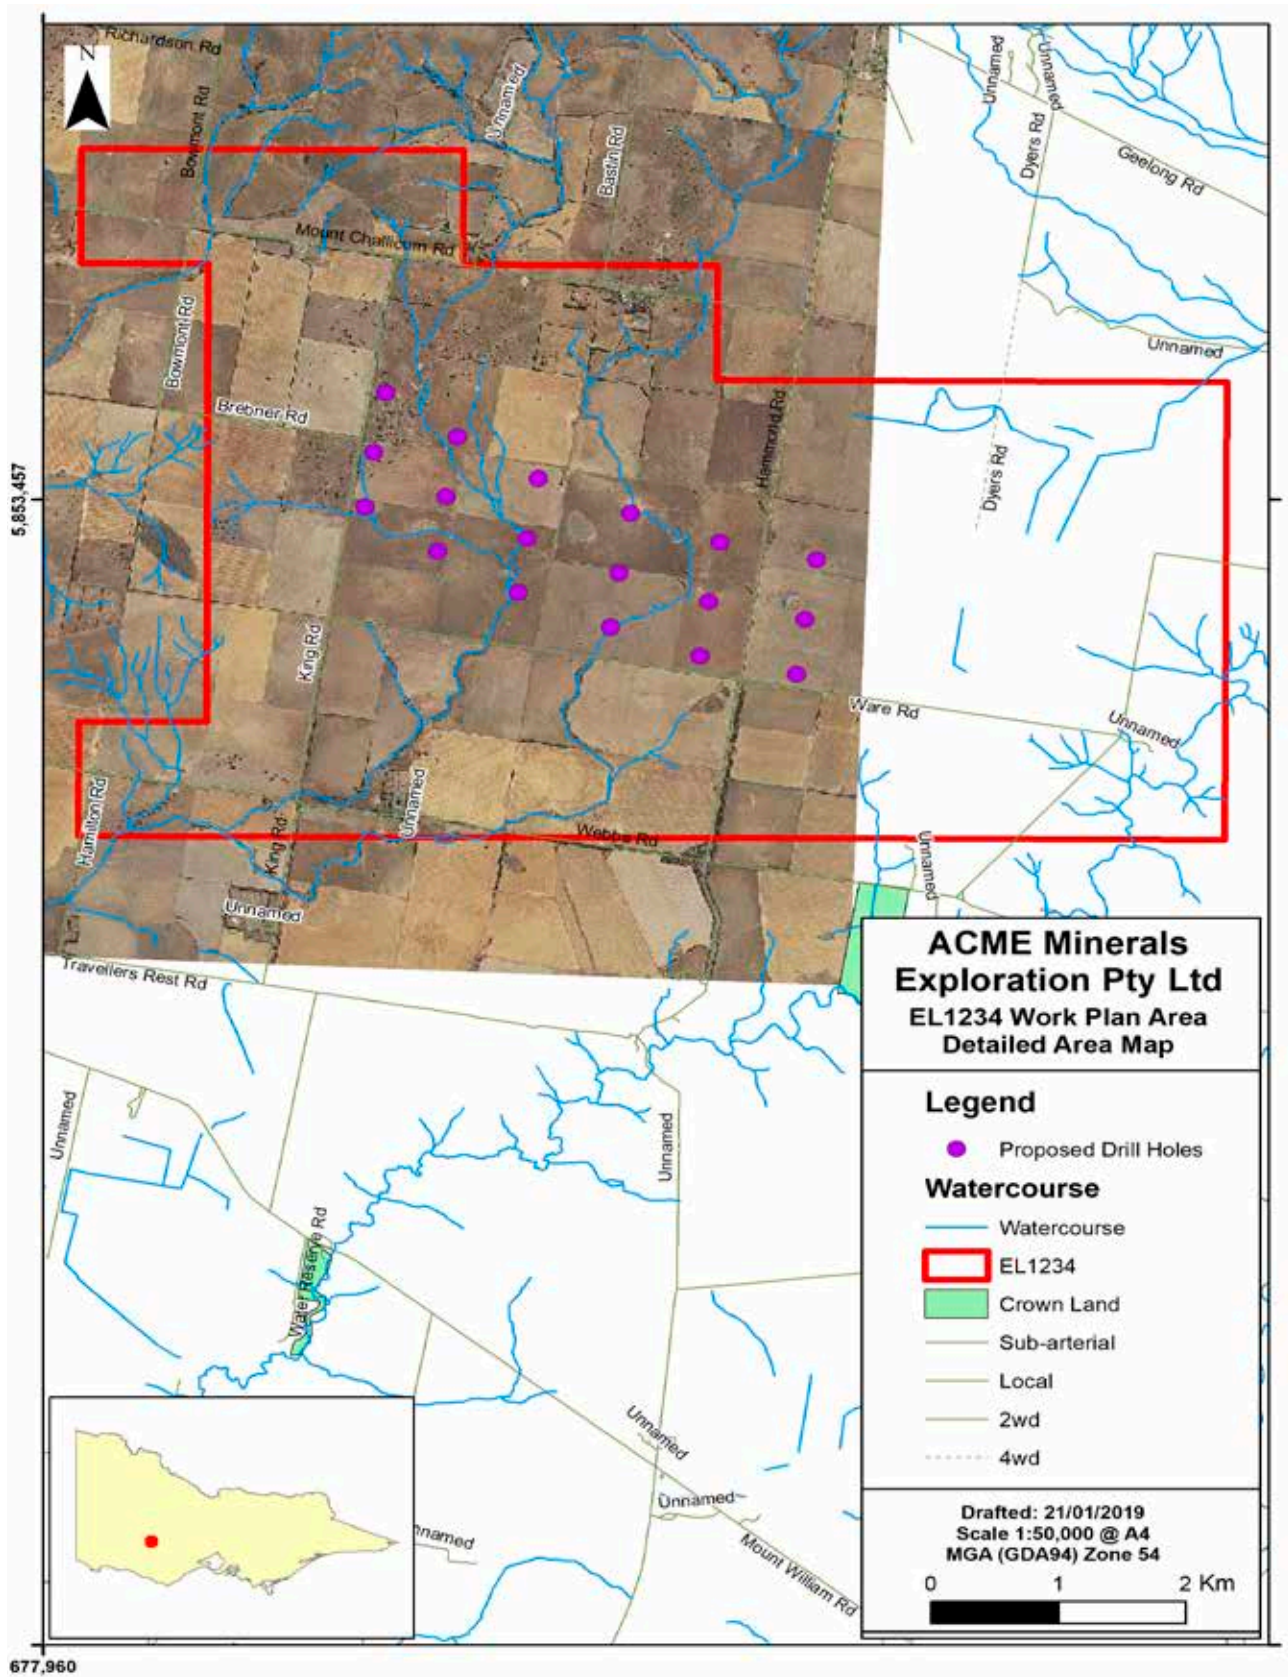 Richardson Rd
Z
Bowmont Rd
Unnamed
Bastin Rd
Unnamed
Unnamed
Dyers Rd
Geelong Rd
Mount Challicum Rd
Bowmont Rd
Unnamed
Brebner Rd
Hammond Rd
Dyers Rd
5,853,457
King Rd
Ware Rd
Unnamed
Hamilton Rd
King Rd
Unnamed
Webbs Rd
Unnamed
Unnamed
Travellers Rest Rd
Unnamed
Unnamed
Water Reserve Rd
Unnamed
Unnamed
Mount William Rd
nnamed
677,960
ACME Minerals
Exploration Pty Ltd
EL1234 Work Plan Area
Detailed Area Map
Legend
Proposed Drill Holes
Watercourse
Watercourse
EL1234
Crown Land
Sub-arterial
Local
2wd
4wd
Drafted: 21/01/2019
Scale 1:50,000 @ A4
MGA (GDA94) Zone 54
0 1 2 Km